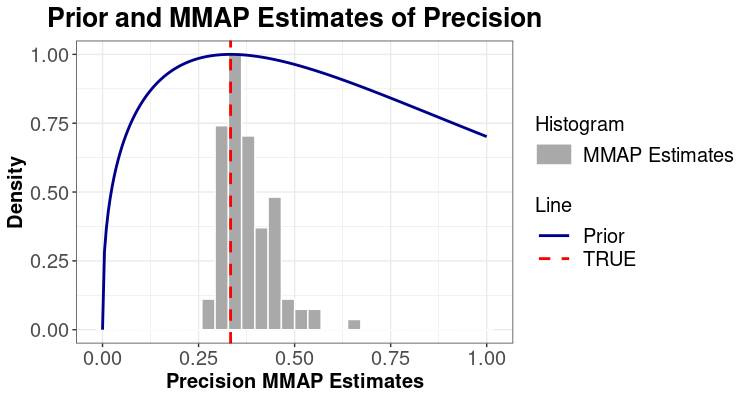 Prior and MMAP Estimates of Precision
Density
1.00
0.75
0.50
0.25
0.00
0.00 0.25 0.50 0.75 1.00
Precision MMAP Estimates
Histogram
MMAP Estimates
Line
Prior
TRUE